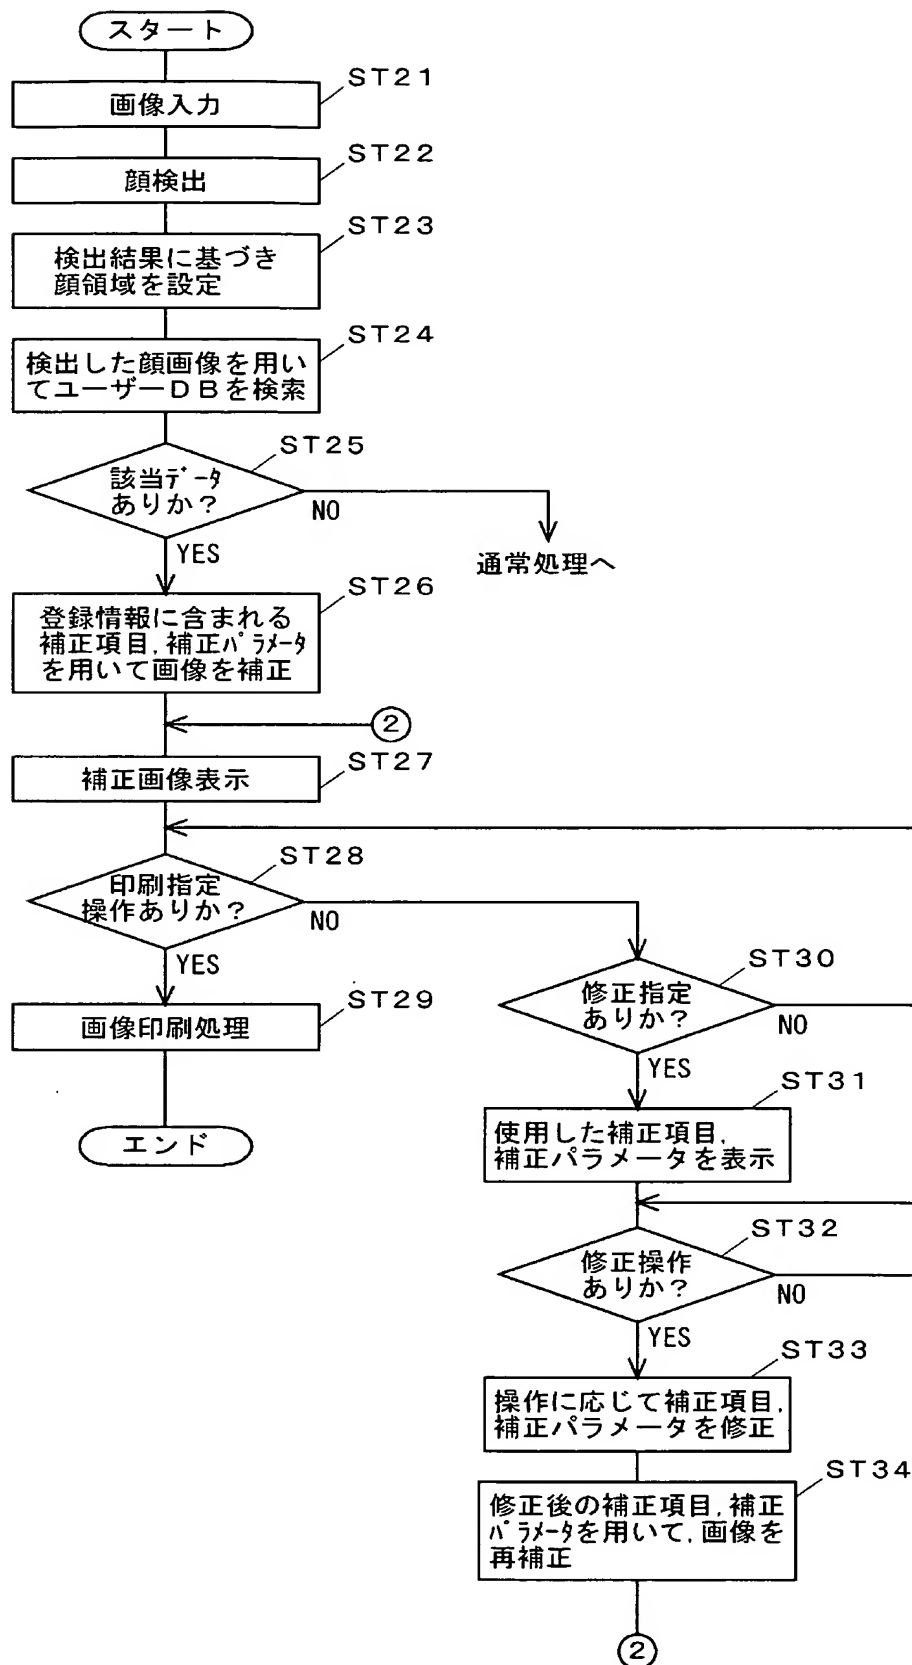 スタート
ST21
画像入力
ST22
顔検出
ST23
検出結果に基づき
顔領域を設定
ST24
検出した顔画像を用い
てユーザーDBを検索
ST25
該当データ
ありか?
NO
YES
通常処理へ
ST26
登録情報に含まれる
補正項目,補正パラメータ
を用いて画像を補正
②
ST27
補正画像表示
ST28
印刷指定
操作ありか?
NO
YES
ST29
画像印刷処理
エンド
ST30
修正指定
ありか?
NO
YES
ST31
使用した補正項目,
補正パラメータを表示
ST32
修正操作
ありか?
NO
YES
ST33
操作に応じて補正項目,
補正パラメータを修正
ST34
修正後の補正項目,補正
パラメータを用いて,画像を
再補正
②